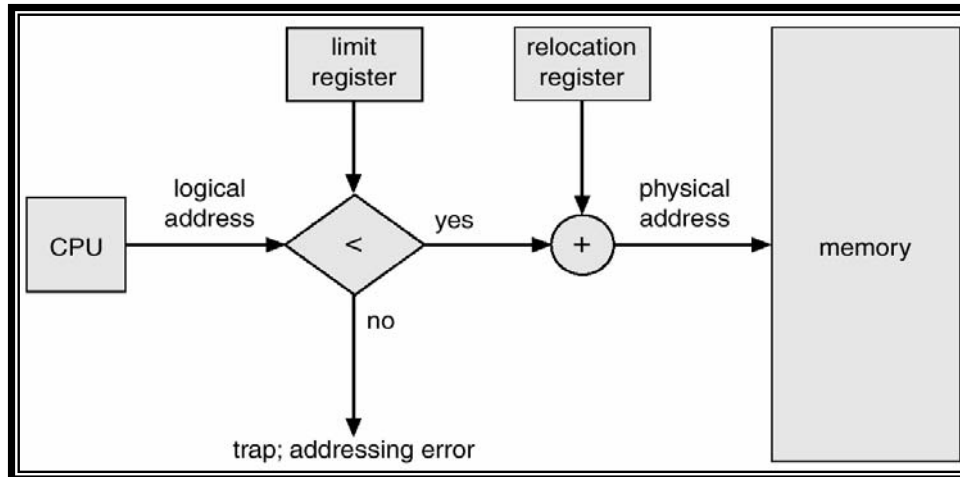 limit
register
relocation
register
logical
address
physical
address
CPU
<
yes
+
memory
no
trap; addressing error